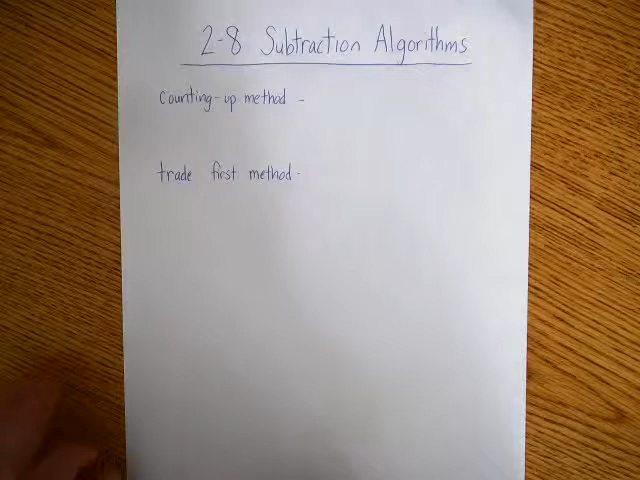 2-8 Subtraction Algorithms
counting-up method -
trade first method -